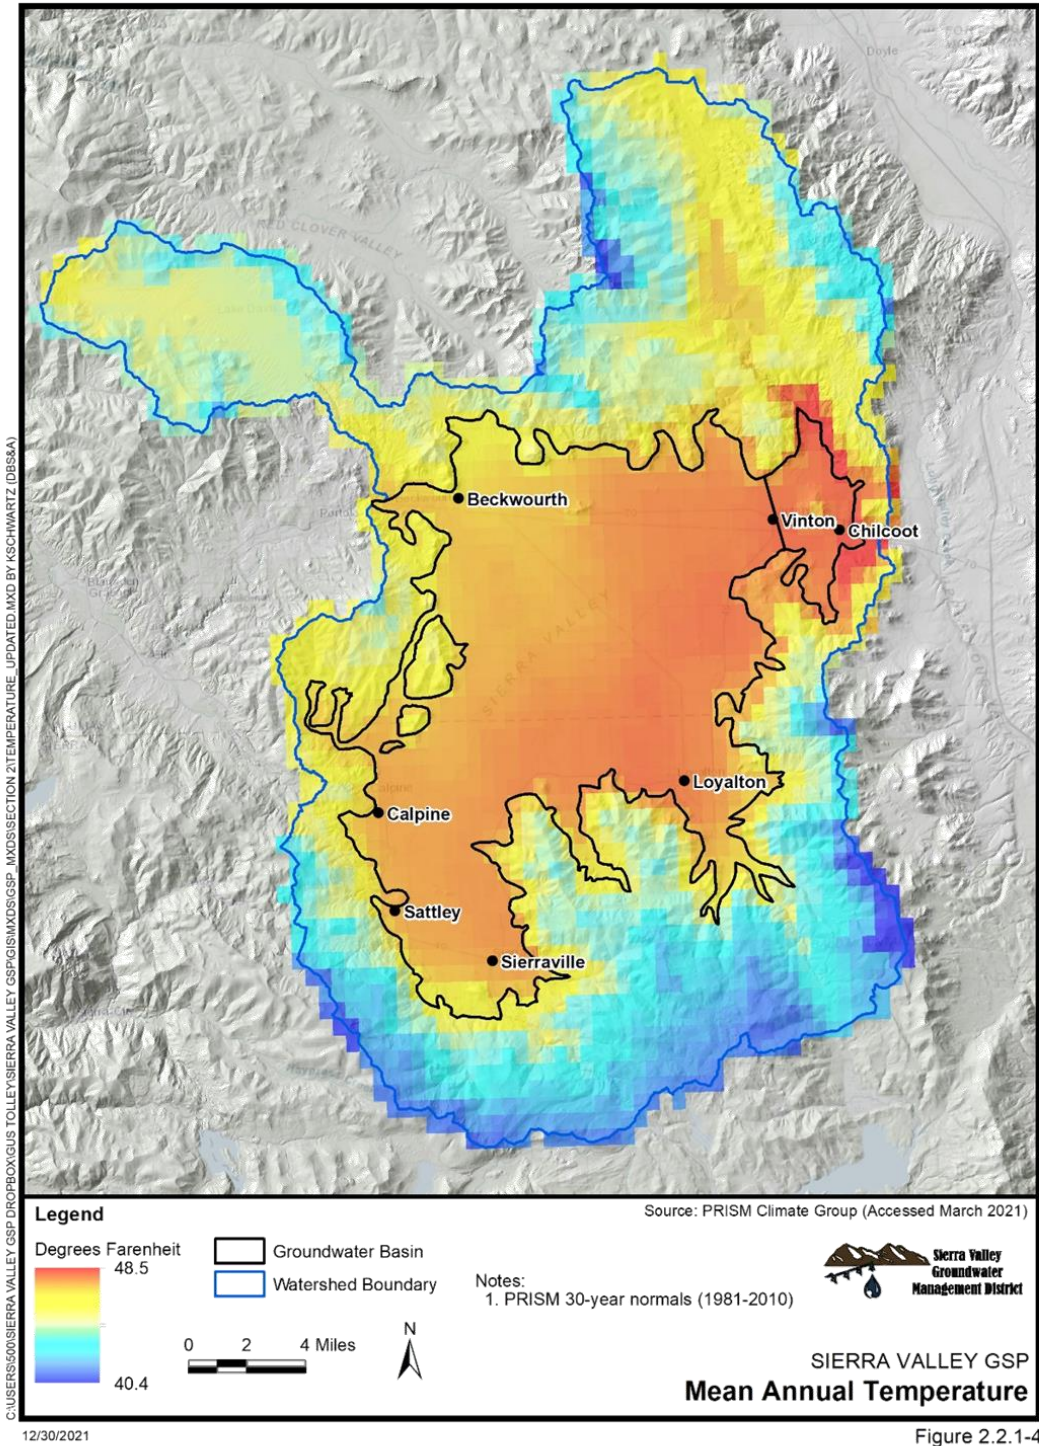 Doyle
RED CLOVER VALLEY
Beckwourth
Vinton
Chilcoot
SIERRA VALLEY
Loyalton
Calpine
Sattley
Sierraville
C:\USERS\500\SIERRA VALLEY GSP DROPBOX\GUS TOLLEY\SIERRA VALLEY GSP\GIS\MXDS\GSP_MXDS\SECTION 2\TEMPERATURE_UPDATED.MXD BY KSCHWARTZ (DBS&A)
Legend
Degrees Farenheit
48.5
40.4
Groundwater Basin
Watershed Boundary
0 2 4 Miles
N
Notes:
1. PRISM 30-year normals (1981-2010)
Source: PRISM Climate Group (Accessed March 2021)
Sierra Valley
Groundwater
Management District
SIERRA VALLEY GSP
Mean Annual Temperature
12/30/2021
Figure 2.2.1-4